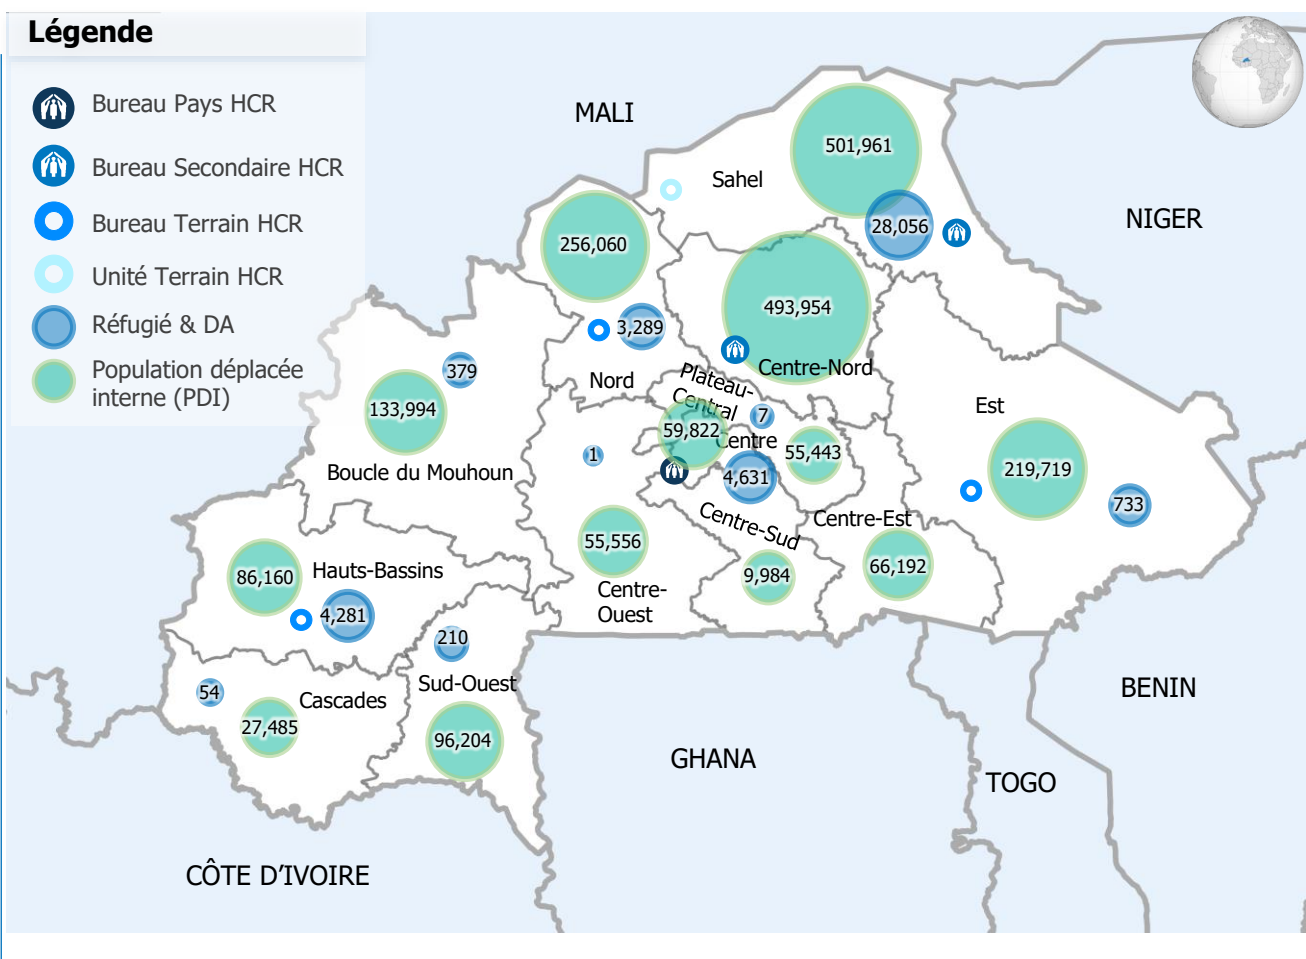 Légende
Bureau Pays HCR
Bureau Secondaire HCR
Bureau Terrain HCR
Unité Terrain HCR
Réfugié & DA
Population déplacée
interne (PDI)
MALI
NIGER
501,961
Sahel
28,056
256,060
493,954
3,289
Nord
Centre-Nord
379
133,994
Boucle du Mouhoun
Plateau-
Central
7
59,822
Centre
55,443
1
4,631
Est
219,719
733
Centre-Sud
Centre-Est
55,556
9,984
66,192
Centre-
Ouest
86,160
Hauts-Bassins
4,281
210
Sud-Ouest
54
Cascades
27,485
96,204
BENIN
GHANA
TOGO
CÔTE D’IVOIRE